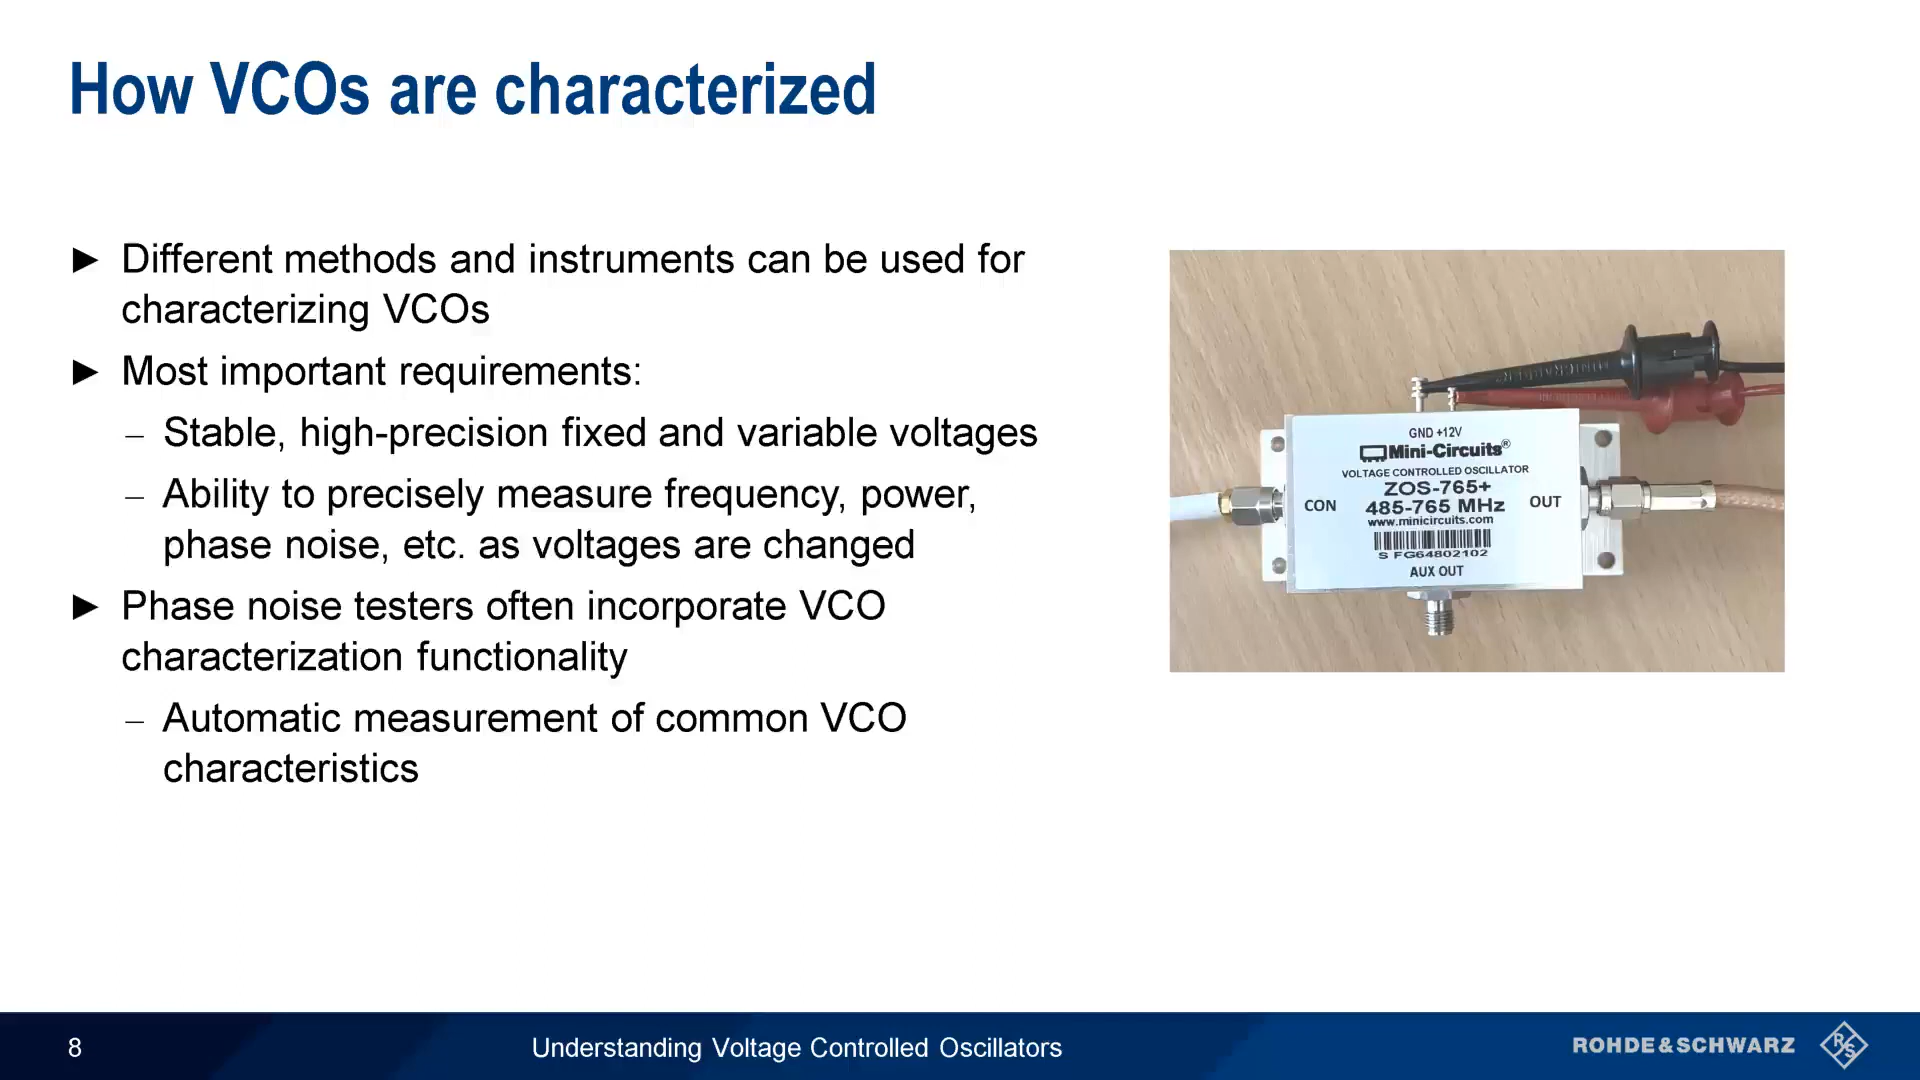 How VCOs are characterized
► Different methods and instruments can be used for
characterizing VCOs
► Most important requirements:
– Stable, high-precision fixed and variable voltages
– Ability to precisely measure frequency, power,
phase noise, etc. as voltages are changed
► Phase noise testers often incorporate VCO
characterization functionality
– Automatic measurement of common VCO
characteristics
GND +12V
Mini-Circuits®
VOLTAGE CONTROLLED OSCILLATOR
ZOS-765+
CON 485-765 MHz OUT
www.minicircuits.com
S FG64802102
AUX OUT
8
Understanding Voltage Controlled Oscillators
ROHDE & SCHWARZ
R&S